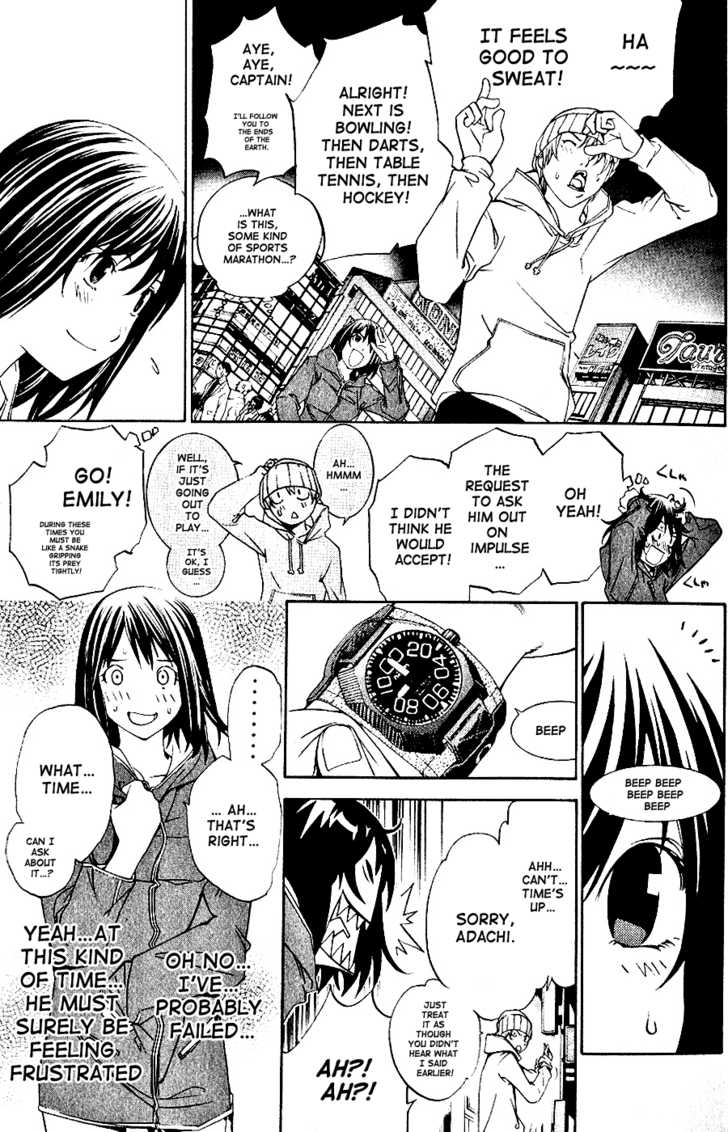 HA
~~~
IT FEELS
GOOD TO
SWEAT!
ALRIGHT!
NEXT IS
BOWLING!
THEN DARTS,
THEN TABLE
TENNIS, THEN
HOCKEY!
AYE,
AYE,
CAPTAIN!
I'LL FOLLOW
YOU TO
THE ENDS
OF THE
EARTH.
...WHAT
IS THIS,
SOME KIND
OF SPORTS
MARATHON...?
OH
YEAH!
THE
REQUEST
TO ASK
HIM OUT
ON
IMPULSE
...
I DIDN'T
THINK HE
WOULD
ACCEPT!
AH...
HMMM
...
WELL,
IF IT'S
JUST
GOING
OUT TO
PLAY...
IT'S
OK, I
GUESS
...
GO!
EMILY!
DURING THESE
TIMES YOU
MUST BE
LIKE A SNAKE
GRIPPING
ITS PREY
TIGHTLY!
BEEP BEEP
BEEP BEEP
BEEP
20
40
60
80
100
BEEP
AHH...
CAN'T...
TIME'S
UP...
SORRY,
ADACHI.
JUST
TREAT
IT AS
THOUGH
YOU DIDN'T
HEAR WHAT
I SAID
EARLIER!
AH?!
AH?!
........
... AH...
THAT'S
RIGHT...
WHAT...
TIME...
CAN I
ASK
ABOUT
IT...?
OH NO...
I'VE...
PROBABLY
FAILED...
YEAH...AT
THIS KIND
OF TIME...
HE MUST
SURELY BE
FEELING
FRUSTRATED